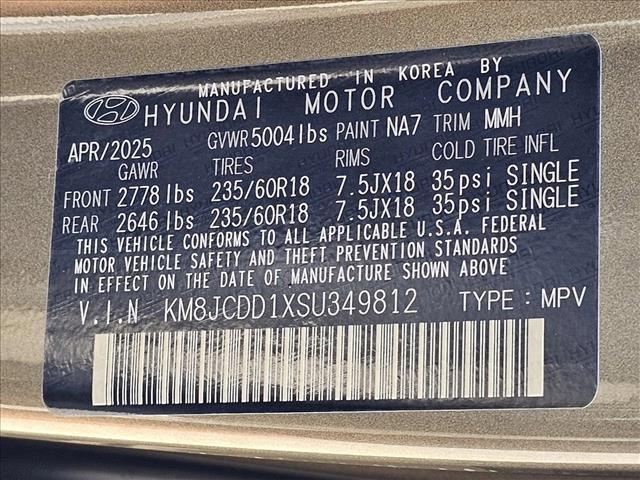 MANUFACTURED IN KOREA BY
HYUNDAI MOTOR COMPANY
APR/2025 GVWR 5004 lbs PAINT NA7 TRIM MMH
GAWR TIRES RIMS COLD TIRE INFL
FRONT 2778 lbs 235/60R18 7.5JX18 35psi SINGLE
REAR 2646 lbs 235/60R18 7.5JX18 35psi SINGLE
THIS VEHICLE CONFORMS TO ALL APPLICABLE U.S.A. FEDERAL
MOTOR VEHICLE SAFETY AND THEFT PREVENTION STANDARDS
IN EFFECT ON THE DATE OF MANUFACTURE SHOWN ABOVE
V.I.N KM8JCDD1XSU349812 TYPE: MPV